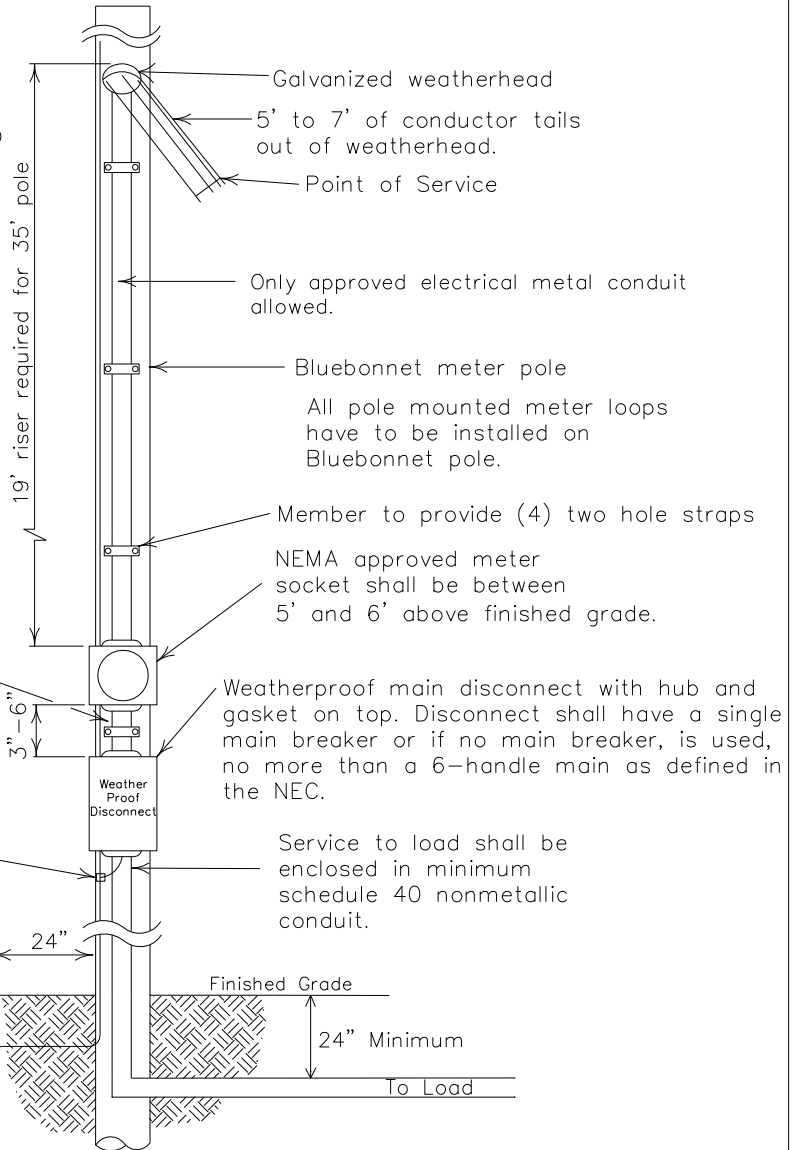 Galvanized weatherhead
5' to 7' of conductor tails
out of weatherhead.
Point of Service
19' riser required for 35' pole
Only approved electrical metal conduit
allowed.
Bluebonnet meter pole
All pole mounted meter loops
have to be installed on
Bluebonnet pole.
Member to provide (4) two hole straps
NEMA approved meter
socket shall be between
5' and 6' above finished grade.
3"-6"
Weatherproof main disconnect with hub and
gasket on top. Disconnect shall have a single
main breaker or if no main breaker, is used,
no more than a 6-handle main as defined in
the NEC.
Weather
Proof
Disconnect
Service to load shall be
enclosed in minimum
schedule 40 nonmetallic
conduit.
24"
Finished Grade
24" Minimum
To Load